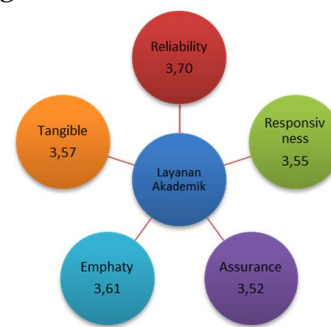 Reliability
3,70
Tangible
3,57
Responsiv
ness
3,55
Layanan
Akademik
Emphaty
3,61
Assurance
3,52